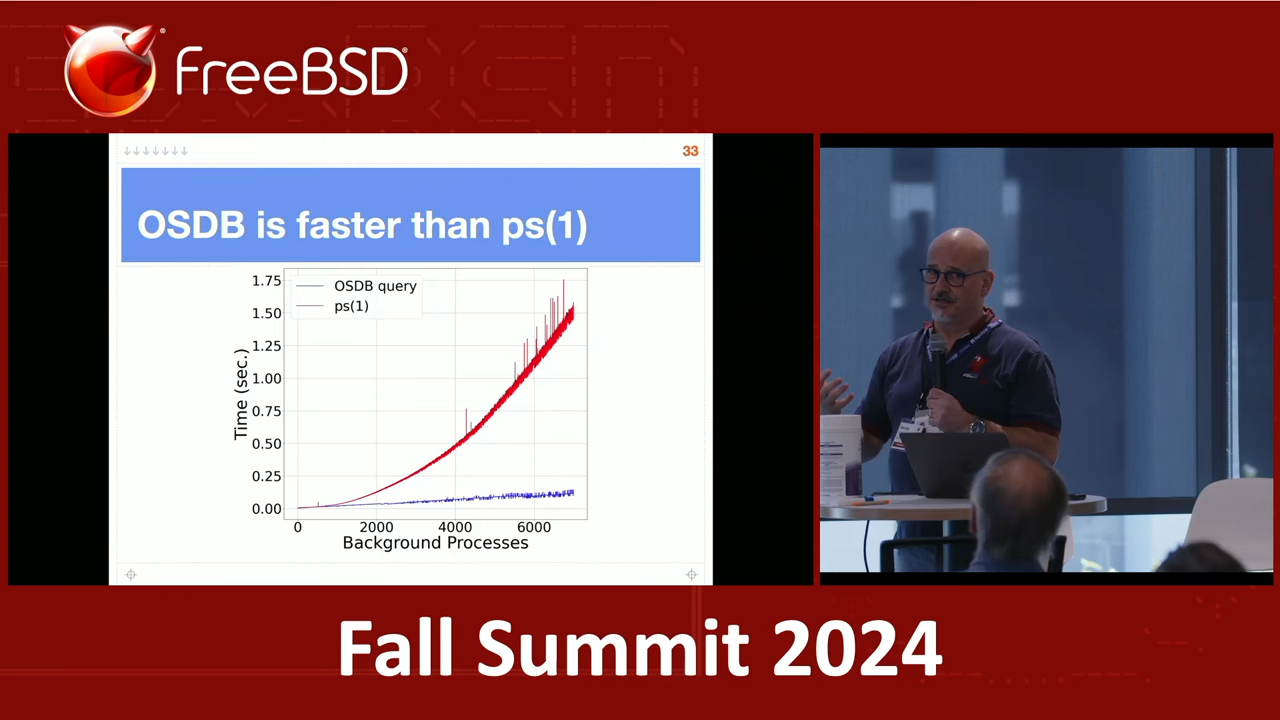 FreeBSD®
↓↓↓↓↓↓↓
33
OSDB is faster than ps(1)
OSDB query
ps(1)
1.75
1.50
1.25
1.00
0.75
0.50
0.25
0.00
Time (sec.)
0
2000
4000
6000
Background Processes
Fall Summit 2024